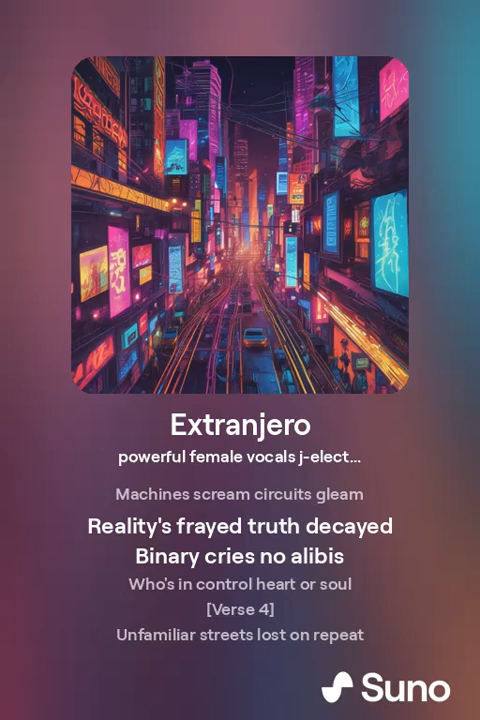 Extranjero
powerful female vocals j-elect...
Machines scream circuits gleam
Reality's frayed truth decayed
Binary cries no alibis
Who's in control heart or soul
[Verse 4]
Unfamiliar streets lost on repeat
Suno